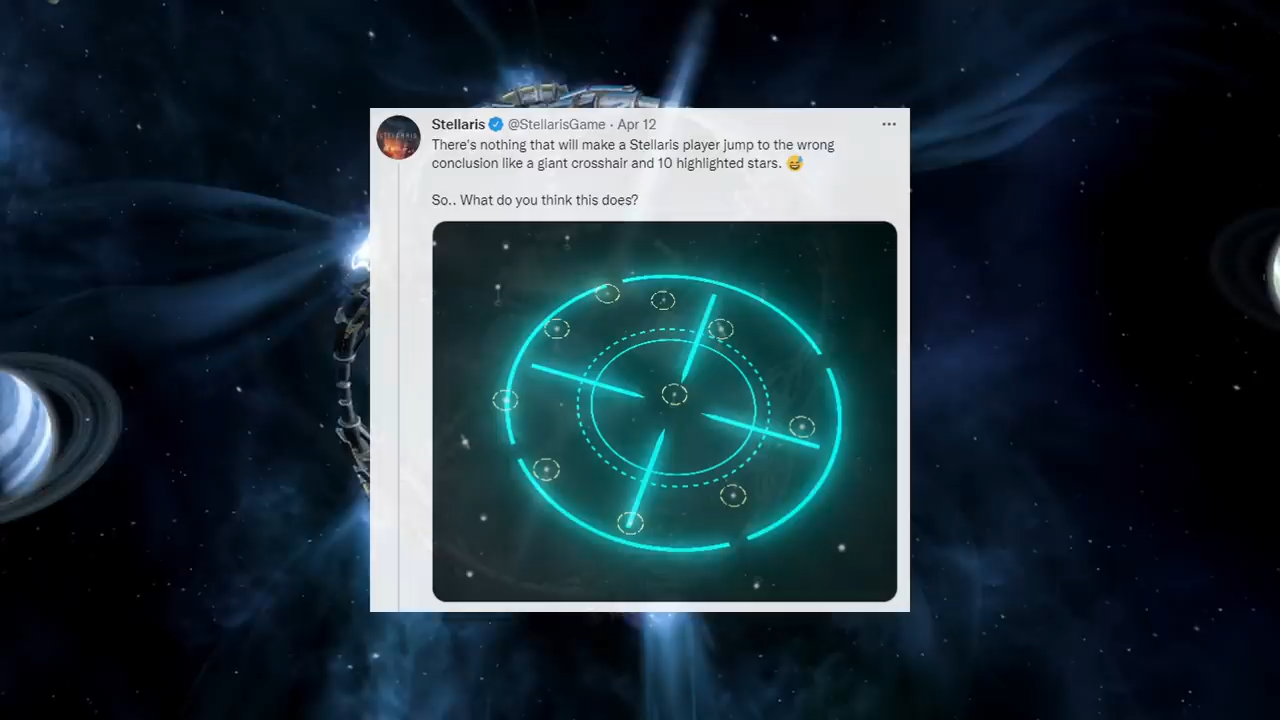 Stellaris @StellarisGame · Apr 12
There's nothing that will make a Stellaris player jump to the wrong
conclusion like a giant crosshair and 10 highlighted stars. 😅
So.. What do you think this does?
STELLARIS